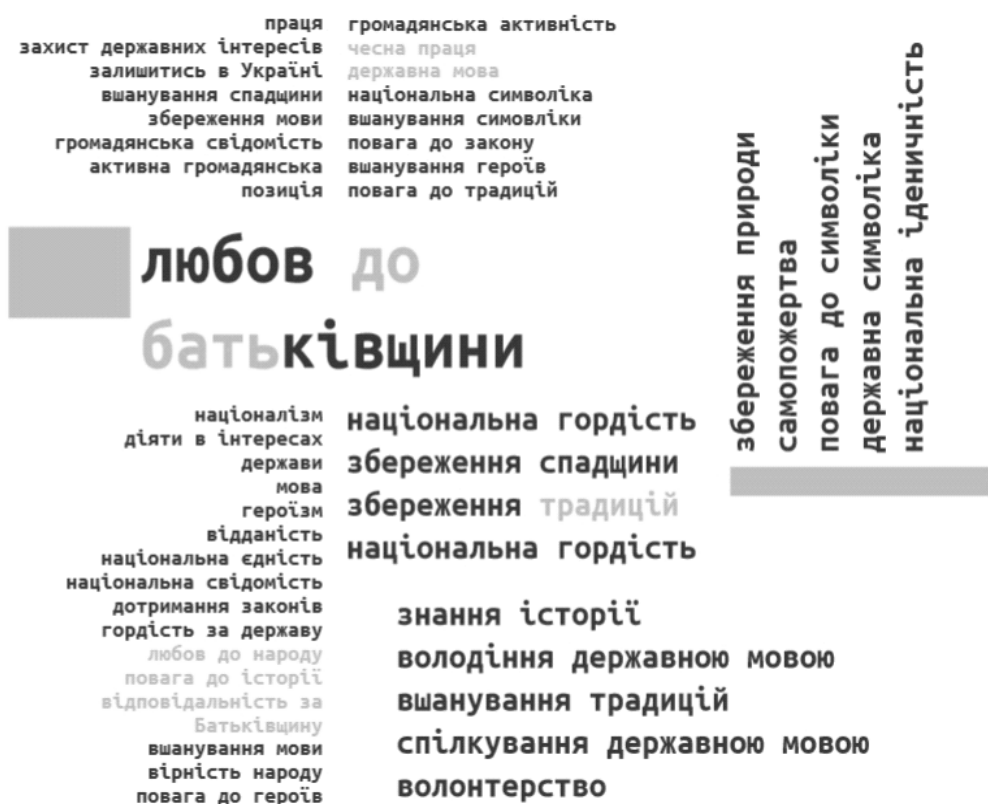 праця
захист державних інтересів
залишитись в Україні
вшанування спадщини
збереження мови
громадянська свідомість
активна громадянська
позиція
громадянська активність
чесна праця
державна мова
національна символіка
вшанування симовліки
повага до закону
вшанування героїв
повага до традицій
любов до
батьківщини
націоналізм
діяти в інтересах
держави
мова
героїзм
відданість
національна єдність
національна свідомість
дотримання законів
гордість за державу
любов до народу
повага до історії
відповідальність за
Батьківщину
вшанування мови
вірність народу
повага до героїв
національна гордість
збереження спадщини
збереження традицій
національна гордість
знання історії
володіння державною мовою
вшанування традицій
спілкування державною мовою
волонтерство
збереження природи
самопожертва
повага до символіки
державна символіка
національна іденичність